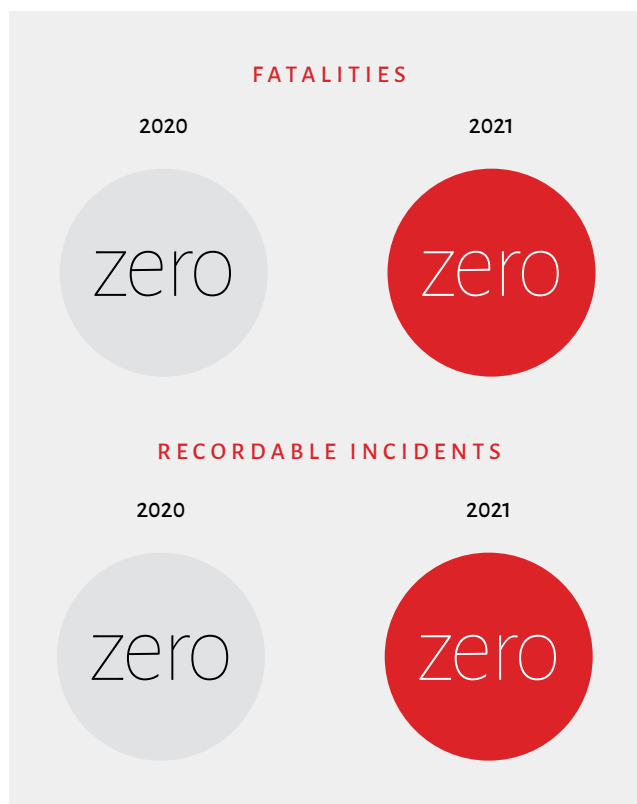 FATALITIES
2020 2021
zero zero
RECORDABLE INCIDENTS
2020 2021
zero zero